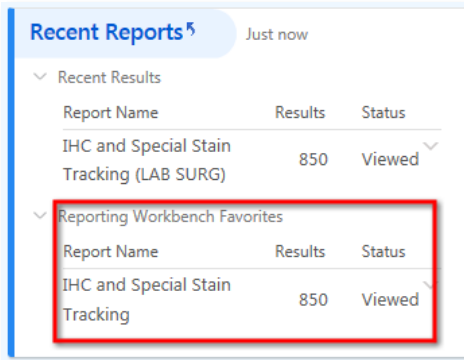 Recent Reports Just now
Recent Results
Report Name Results Status
IHC and Special Stain
Tracking (LAB SURG) 850 Viewed
Reporting Workbench Favorites
Report Name Results Status
IHC and Special Stain
Tracking 850 Viewed